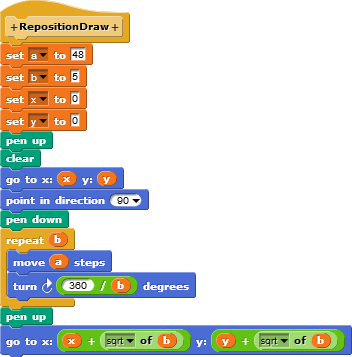 +RepositionDraw+
set a to 48
set b to 5
set x to 0
set y to 0
pen up
clear
go to x: x y: y
point in direction 90
pen down
repeat b
move a steps
turn 360 / b degrees
pen up
go to x: x + sqrt of b y: y + sqrt of b